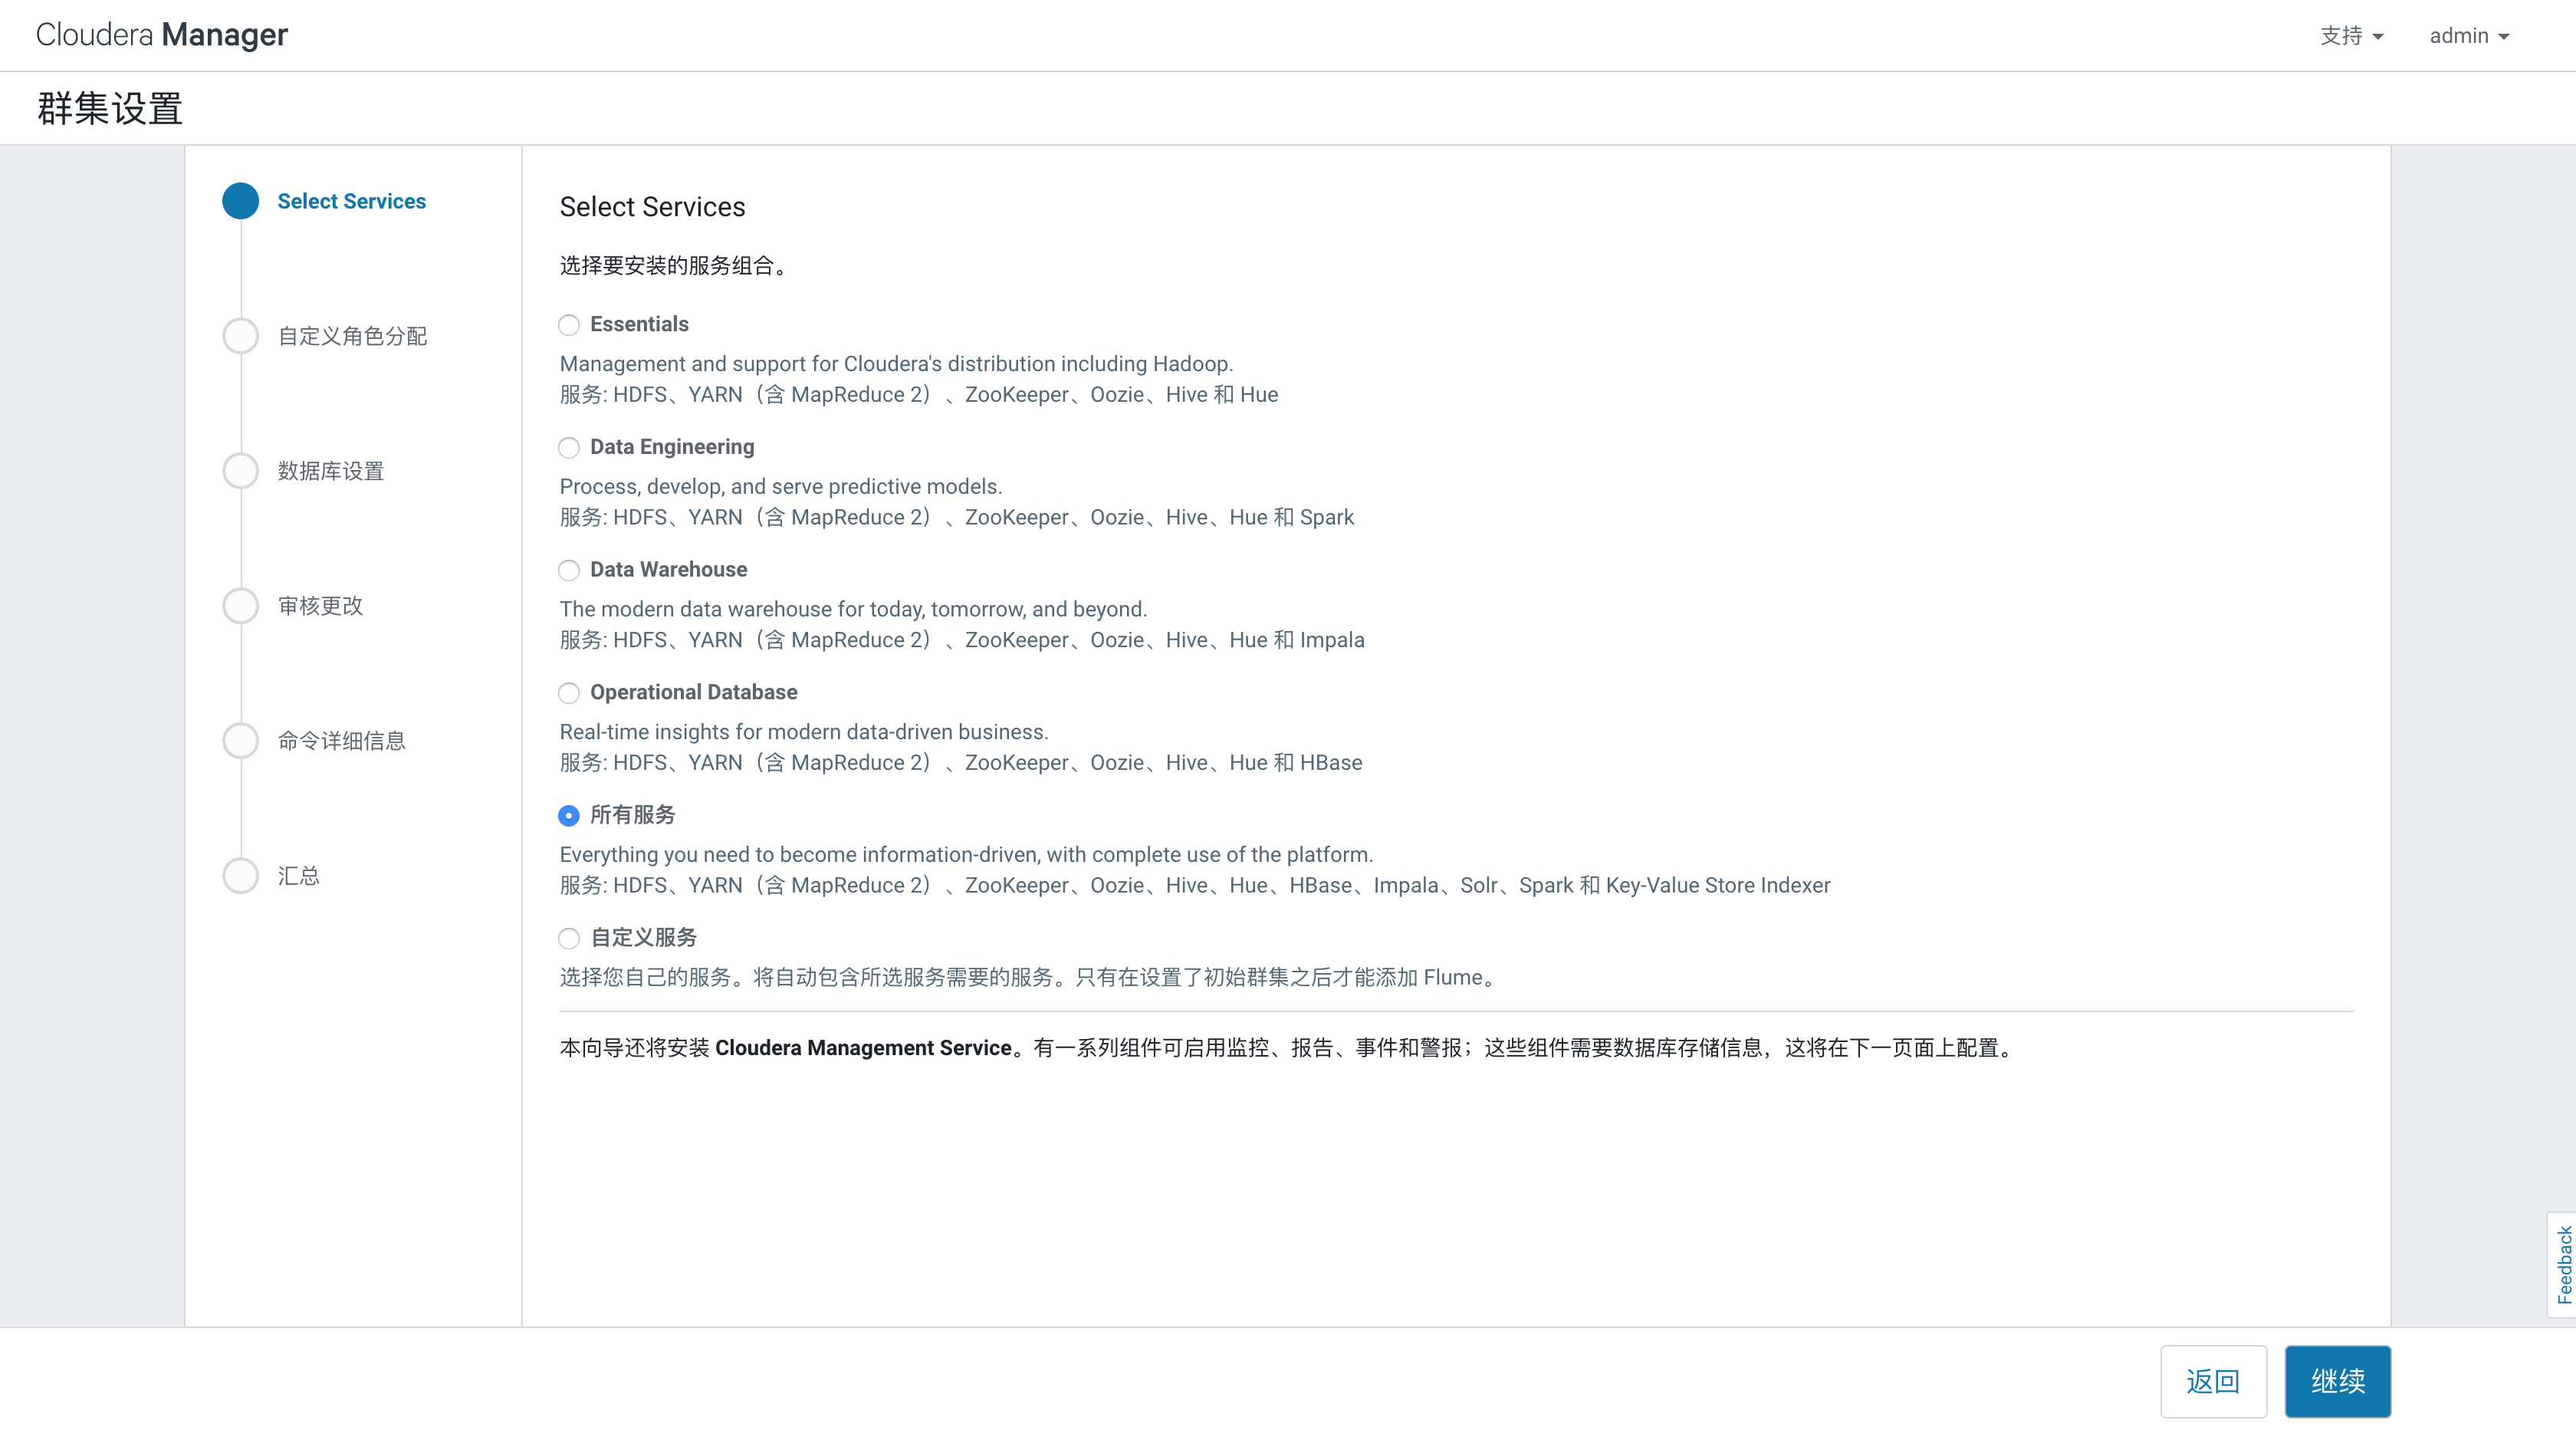 Cloudera Manager
支持
admin
群集设置
Select Services
自定义角色分配
数据库设置
审核更改
命令详细信息
汇总
Select Services
选择要安装的服务组合。
Essentials
Management and support for Cloudera's distribution including Hadoop.
服务: HDFS、YARN（含 MapReduce 2）、ZooKeeper、Oozie、Hive 和 Hue
Data Engineering
Process, develop, and serve predictive models.
服务: HDFS、YARN（含 MapReduce 2）、ZooKeeper、Oozie、Hive、Hue 和 Spark
Data Warehouse
The modern data warehouse for today, tomorrow, and beyond.
服务: HDFS、YARN（含 MapReduce 2）、ZooKeeper、Oozie、Hive、Hue 和 Impala
Operational Database
Real-time insights for modern data-driven business.
服务: HDFS、YARN（含 MapReduce 2）、ZooKeeper、Oozie、Hive、Hue 和 HBase
所有服务
Everything you need to become information-driven, with complete use of the platform.
服务: HDFS、YARN（含 MapReduce 2）、ZooKeeper、Oozie、Hive、Hue、HBase、Impala、Solr、Spark 和 Key-Value Store Indexer
自定义服务
选择您自己的服务。将自动包含所选服务需要的服务。只有在设置了初始群集之后才能添加 Flume。
本向导还将安装 Cloudera Management Service。有一系列组件可启用监控、报告、事件和警报；这些组件需要数据库存储信息，这将在下一页面上配置。
Feedback
返回
继续